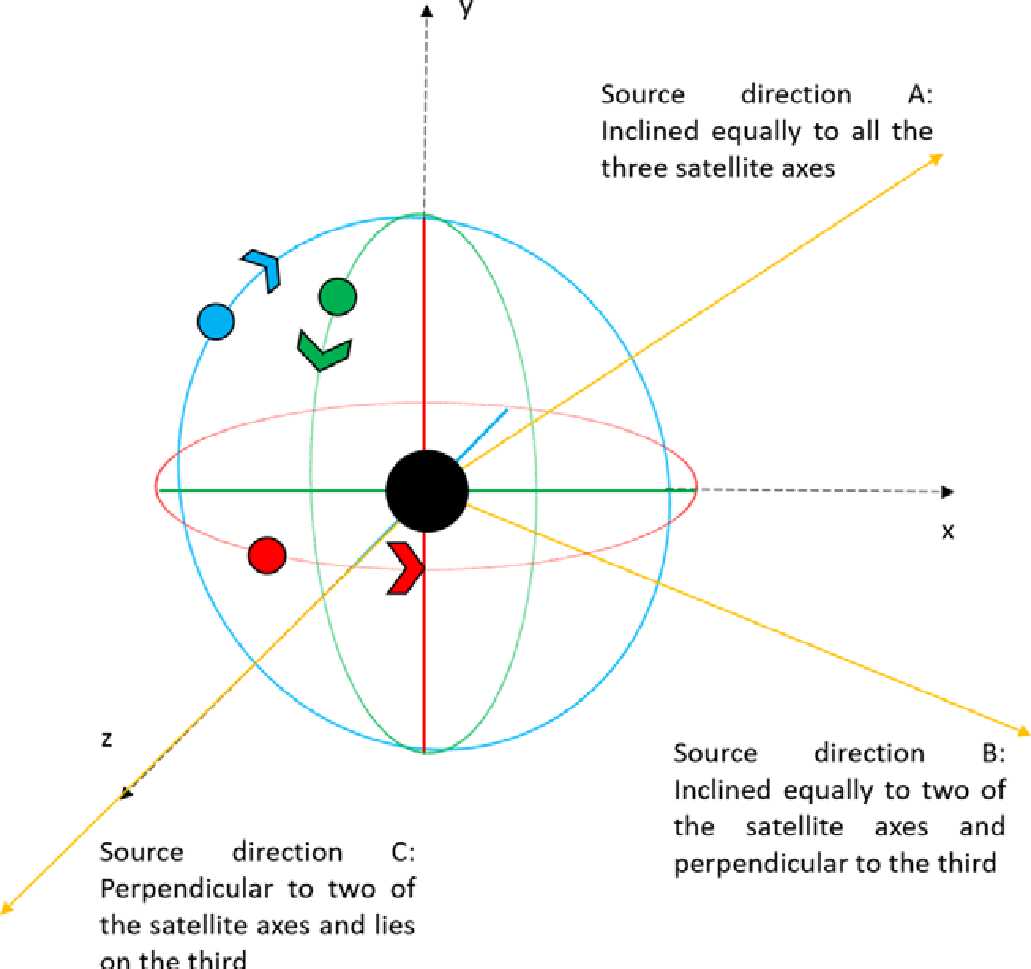 y
Source direction A:
Inclined equally to all the
three satellite axes
x
z
Source direction B:
Inclined equally to two of
the satellite axes and
perpendicular to the third
Source direction C:
Perpendicular to two of
the satellite axes and lies
on the third